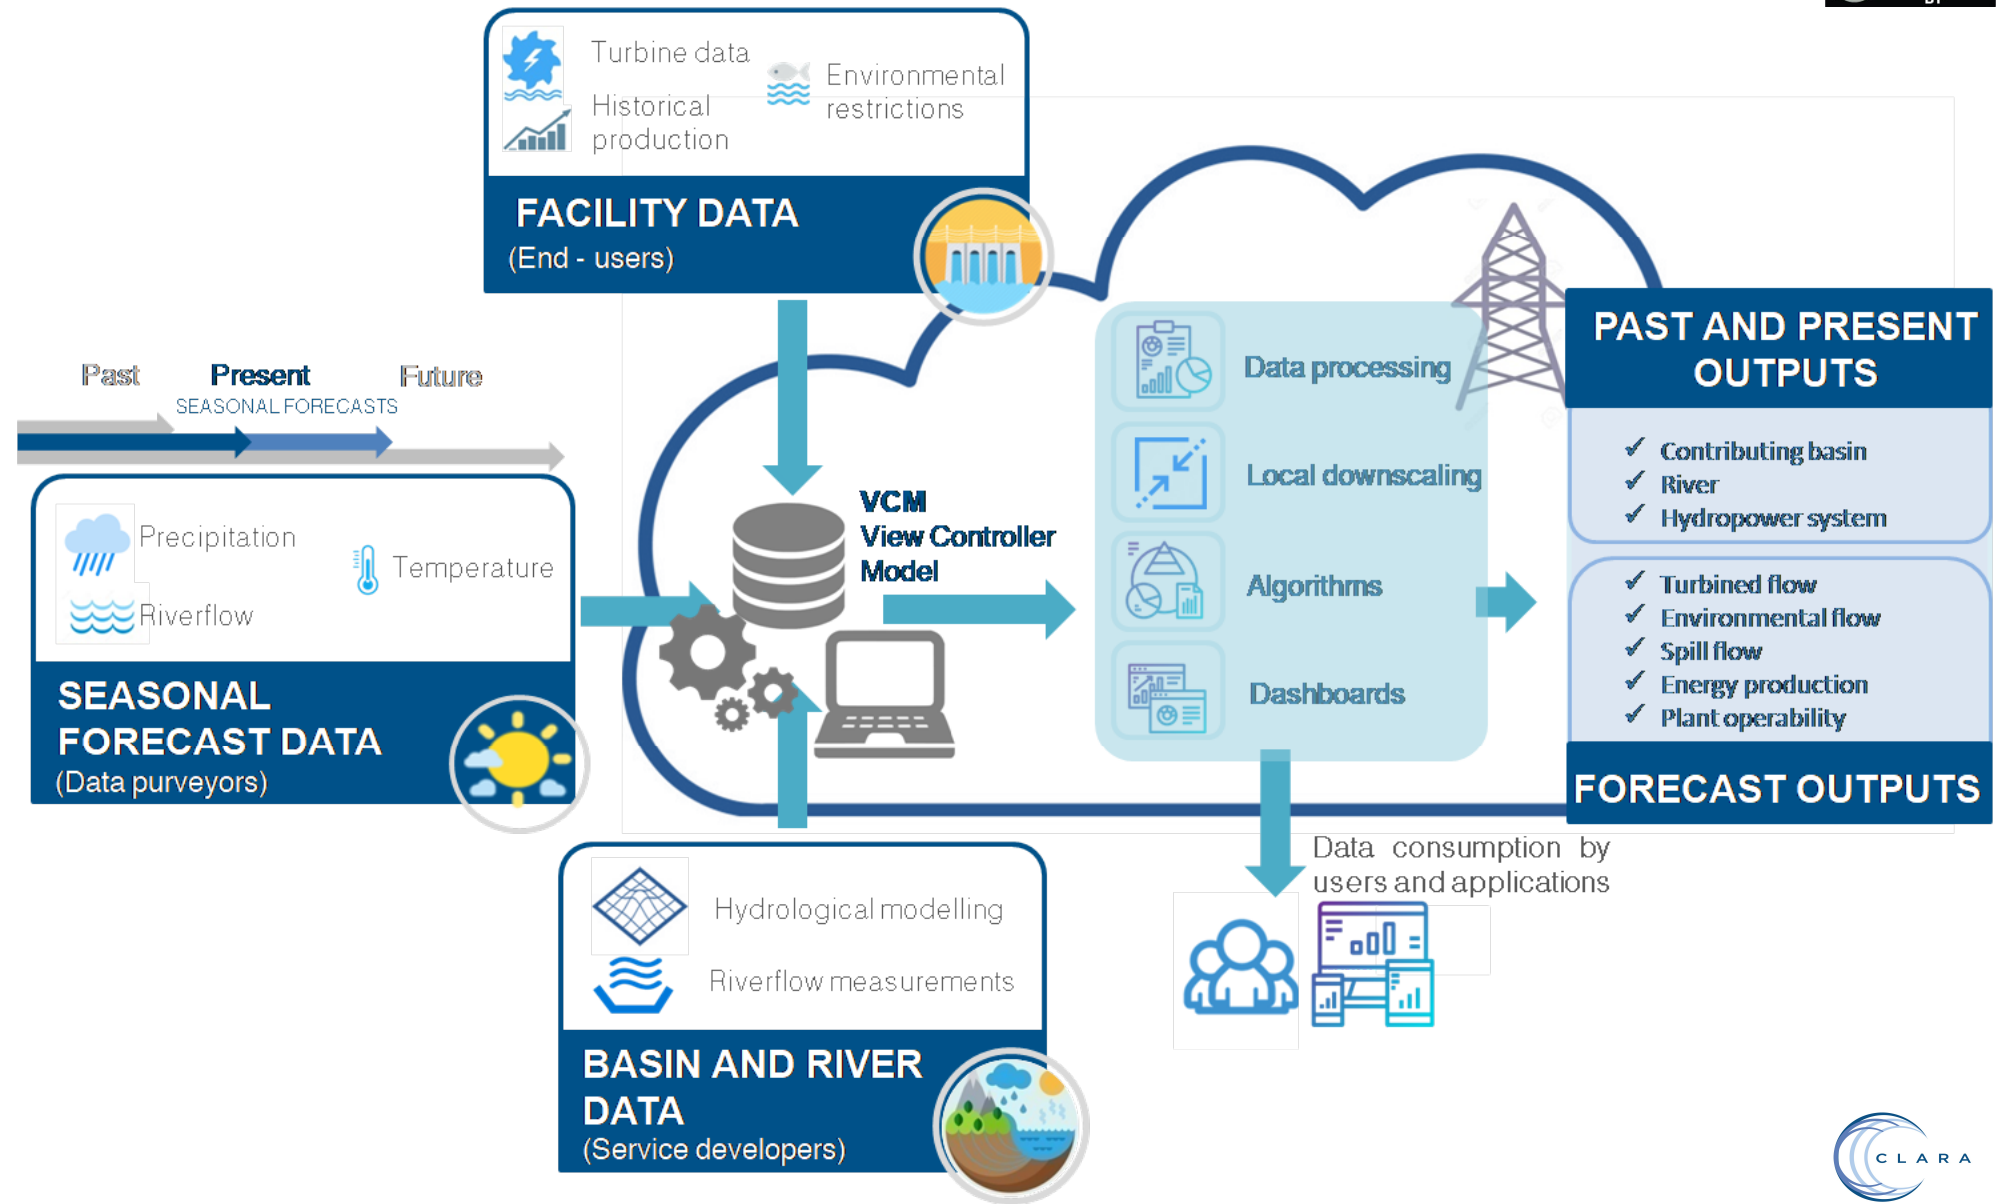 BY
Turbine data
Historical
production
Environmental
restrictions
FACILITY DATA
(End - users)
Past
Present
Future
SEASONAL FORECASTS
Precipitation
Riverflow
Temperature
SEASONAL
FORECAST DATA
(Data purveyors)
VCM
View Controller
Model
Data processing
Local downscaling
Algorithms
Dashboards
PAST AND PRESENT
OUTPUTS
✓ Contributing basin
✓ River
✓ Hydropower system
✓ Turbined flow
✓ Environmental flow
✓ Spill flow
✓ Energy production
✓ Plant operability
FORECAST OUTPUTS
Data consumption by
users and applications
Hydrological modelling
Riverflow measurements
BASIN AND RIVER
DATA
(Service developers)
CLARA